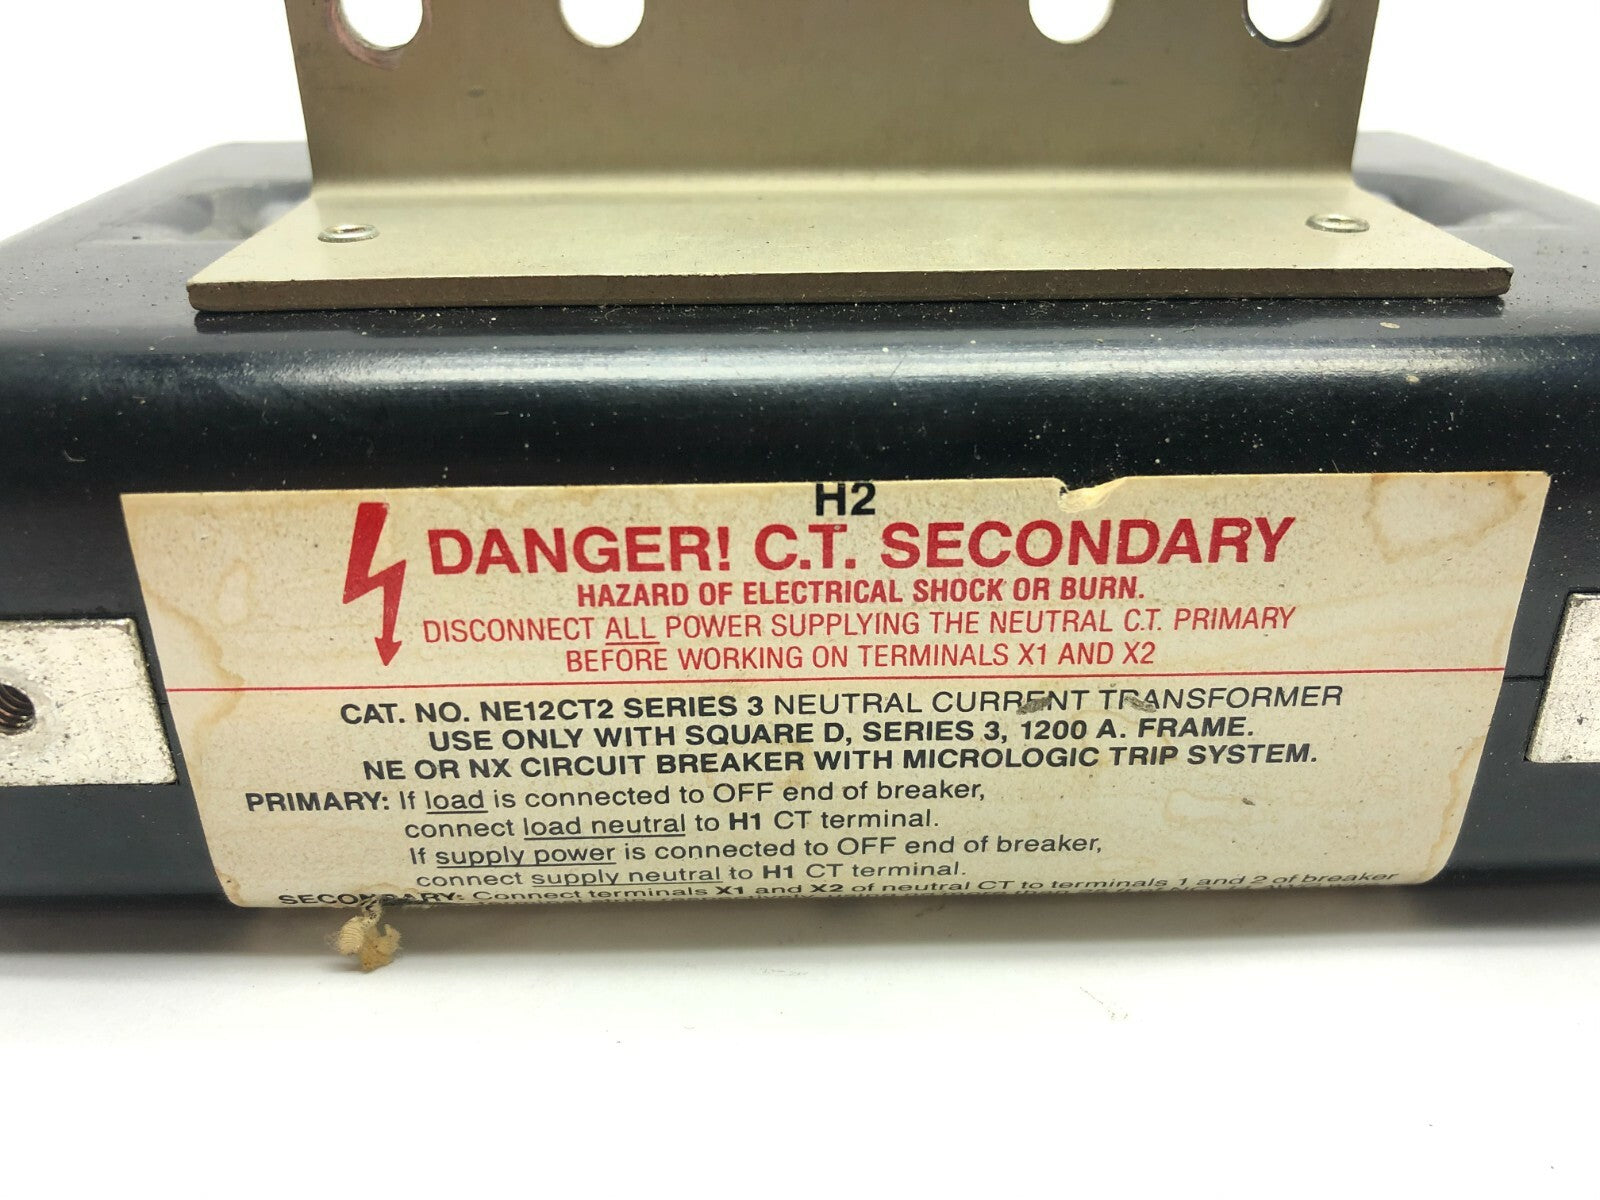 H2
DANGER! C.T. SECONDARY
HAZARD OF ELECTRICAL SHOCK OR BURN.
DISCONNECT ALL POWER SUPPLYING THE NEUTRAL C.T. PRIMARY
BEFORE WORKING ON TERMINALS X1 AND X2
CAT. NO. NE12CT2 SERIES 3 NEUTRAL CURRENT TRANSFORMER
USE ONLY WITH SQUARE D, SERIES 3, 1200 A. FRAME.
NE OR NX CIRCUIT BREAKER WITH MICROLOGIC TRIP SYSTEM.
PRIMARY: If load is connected to OFF end of breaker,
connect load neutral to H1 CT terminal.
If supply power is connected to OFF end of breaker,
connect supply neutral to H1 CT terminal.
SECONDARY: Connect terminals X1 and X2 of neutral CT to terminals 1 and 2 of breaker